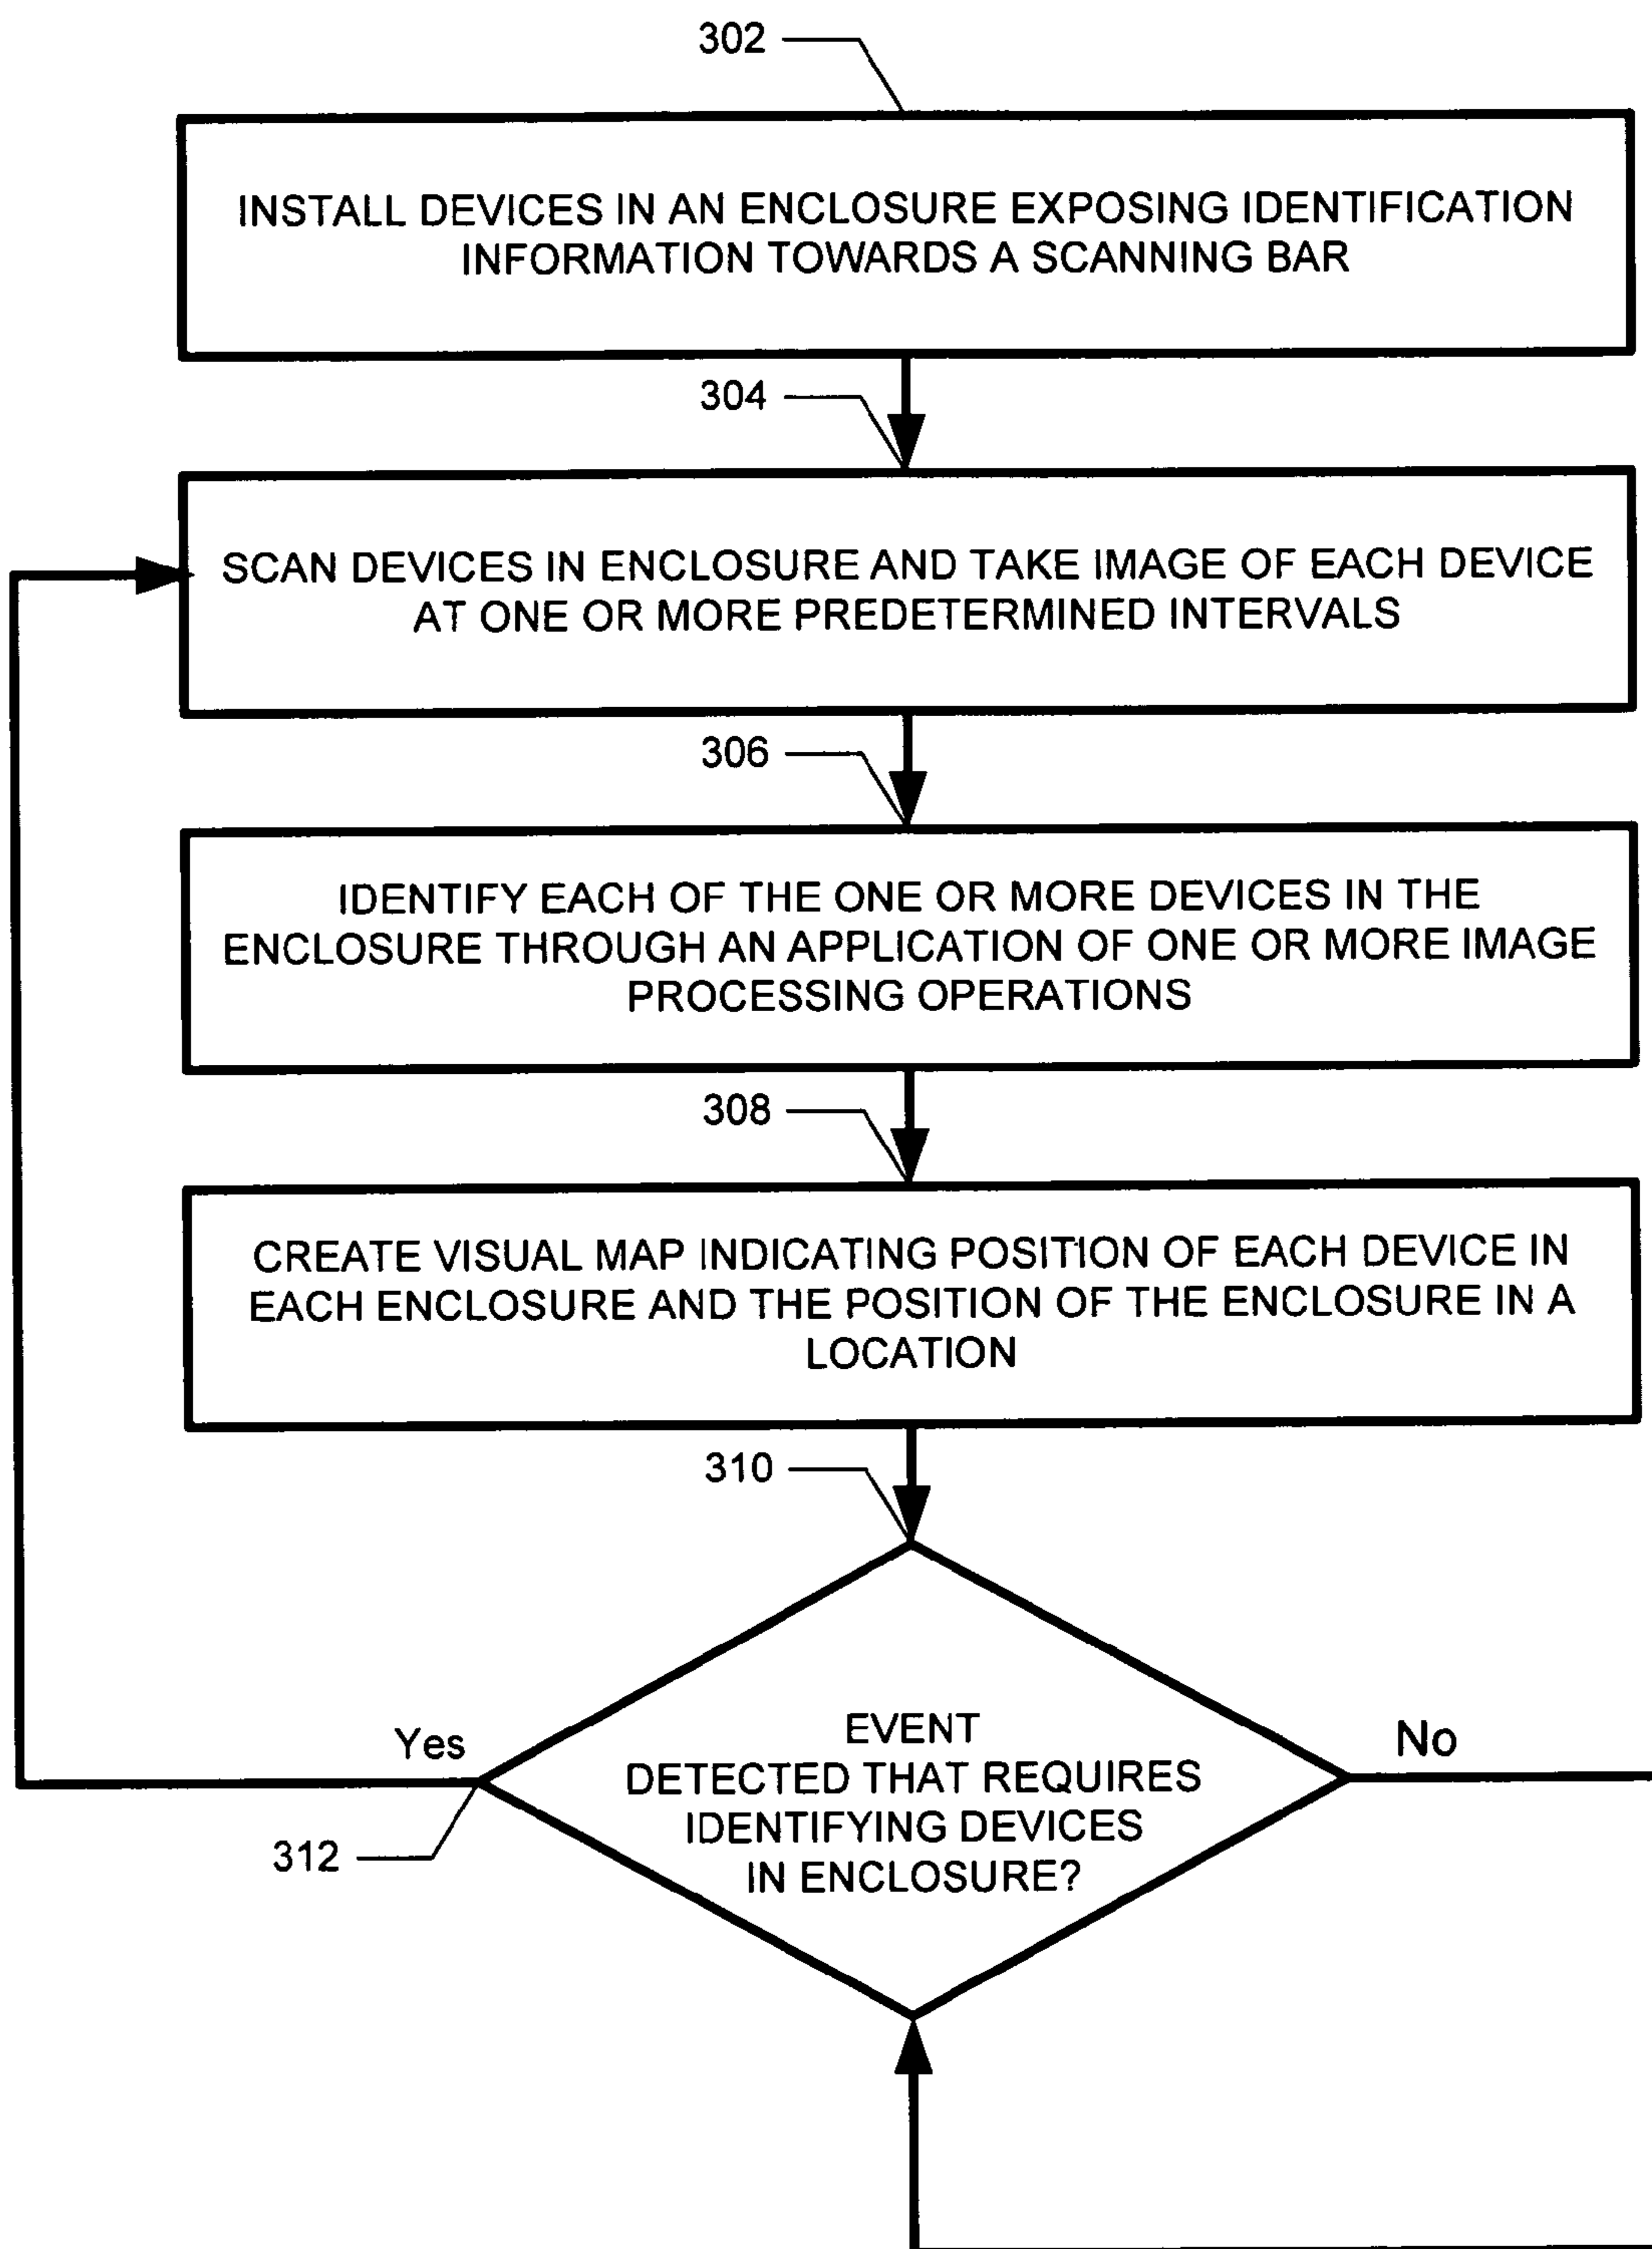 302
INSTALL DEVICES IN AN ENCLOSURE EXPOSING IDENTIFICATION
INFORMATION TOWARDS A SCANNING BAR
304
SCAN DEVICES IN ENCLOSURE AND TAKE IMAGE OF EACH DEVICE
AT ONE OR MORE PREDETERMINED INTERVALS
306
IDENTIFY EACH OF THE ONE OR MORE DEVICES IN THE
ENCLOSURE THROUGH AN APPLICATION OF ONE OR MORE IMAGE
PROCESSING OPERATIONS
308
CREATE VISUAL MAP INDICATING POSITION OF EACH DEVICE IN
EACH ENCLOSURE AND THE POSITION OF THE ENCLOSURE IN A
LOCATION
310
EVENT
DETECTED THAT REQUIRES
IDENTIFYING DEVICES
IN ENCLOSURE?
Yes
No
312